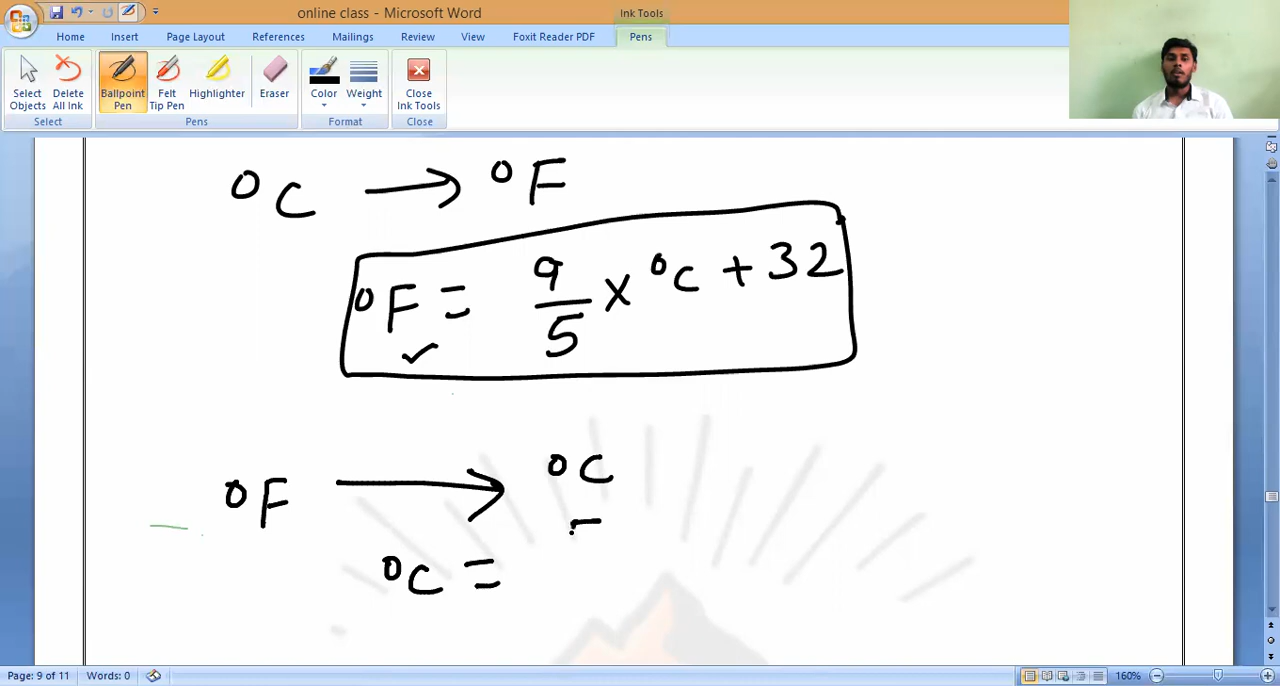 online class - Microsoft Word
Ink Tools
Home Insert Page Layout References Mailings Review View Foxit Reader PDF Pens
Select Objects
Delete All Ink
Ballpoint Pen
Felt Tip Pen
Highlighter
Eraser
Color
Weight
Close Ink Tools
Select Pens Format Close
°C → °F
°F = 9/5 × °C + 32
✓
°F → °C
°C =
Page: 9 of 11 Words: 0 160%